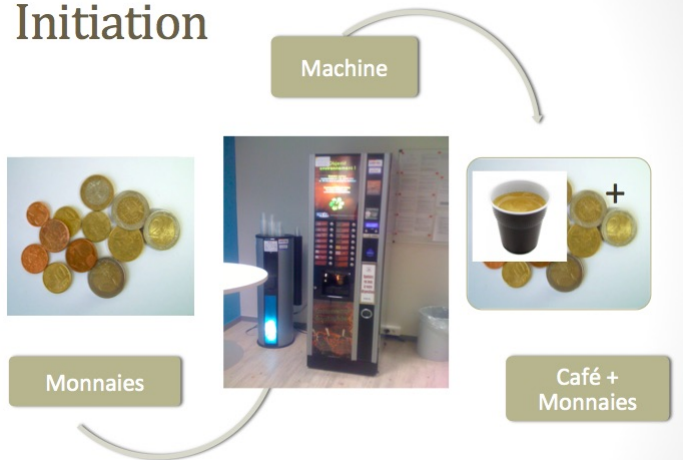 Initiation
Machine
+
Monnaies
Café +
Monnaies